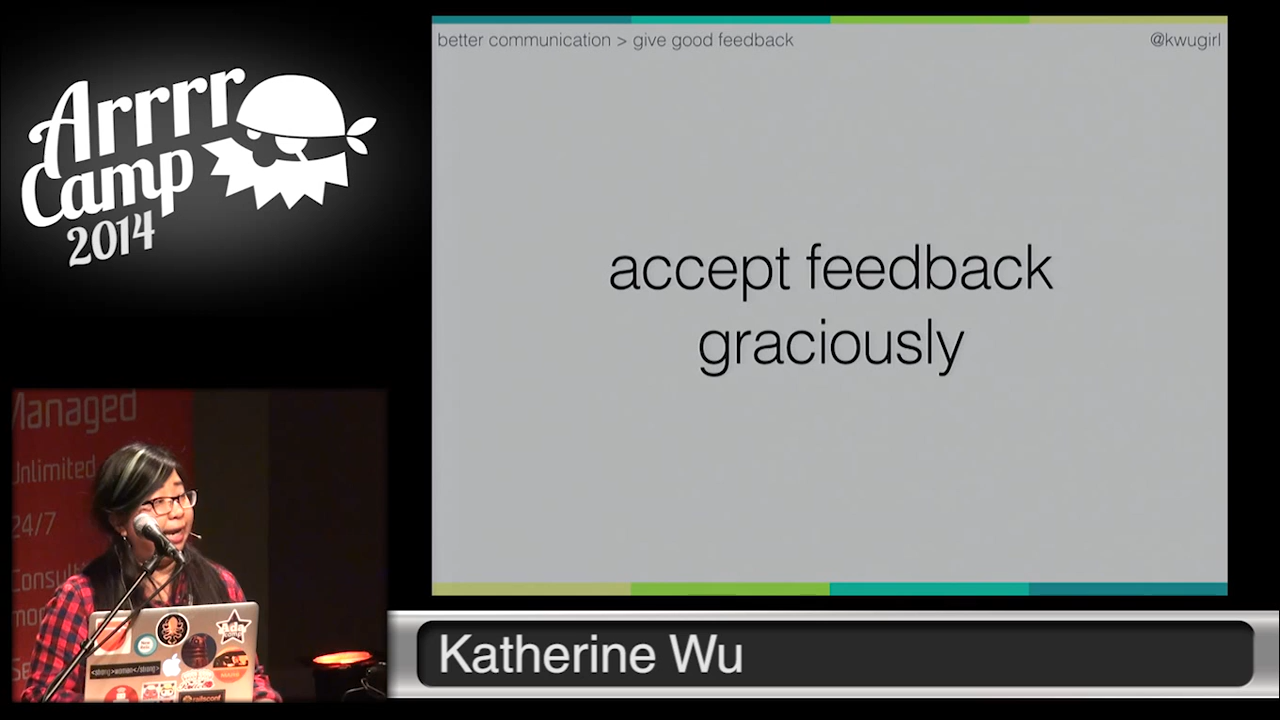 Arrrr
Camp
2014
better communication > give good feedback
@kwugirl
accept feedback
graciously
Managed
Unlimited
24/7
Katherine Wu